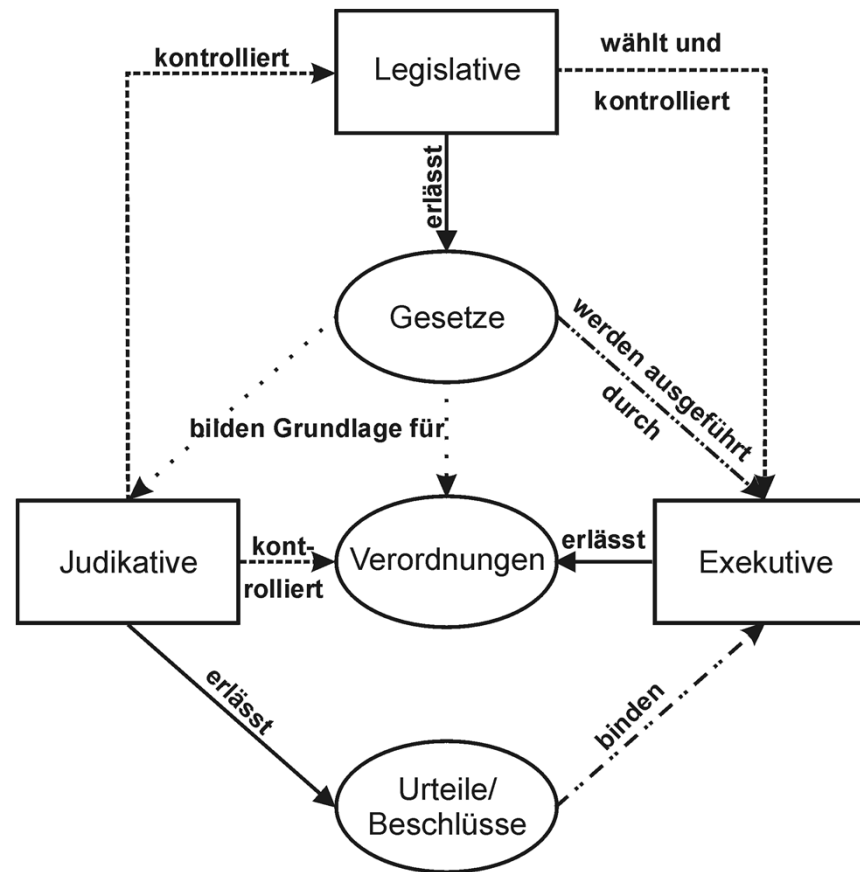 kontrolliert
Legislative
wählt und
kontrolliert
erlässt
Gesetze
werden ausgeführt
durch
bilden Grundlage für
Judikative
kont-
rolliert
Verordnungen
erlässt
Exekutive
erlässt
binden
Urteile/
Beschlüsse